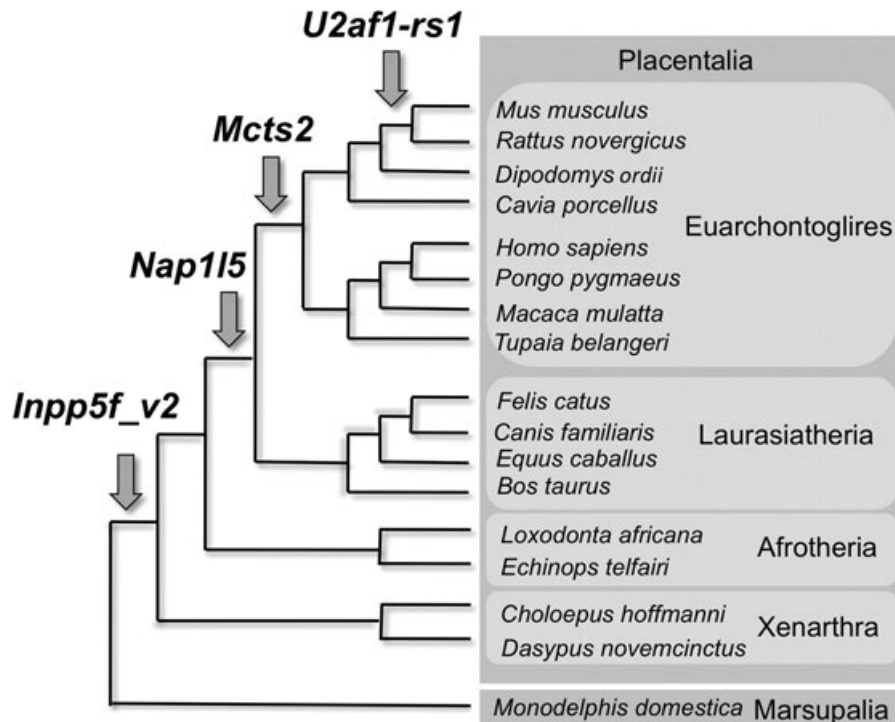 U2af1-rs1
Mcts2
Nap1l5
Inpp5f_v2
Placentalia
Mus musculus
Rattus novergicus
Dipodomys ordii
Cavia porcellus
Euarchontoglires
Homo sapiens
Pongo pygmaeus
Macaca mulatta
Tupaia belangeri
Felis catus
Canis familiaris
Laurasiatheria
Equus caballus
Bos taurus
Loxodonta africana
Afrotheria
Echinops telfairi
Choloepus hoffmanni
Xenarthra
Dasypus novemcinctus
Monodelphis domestica Marsupalia